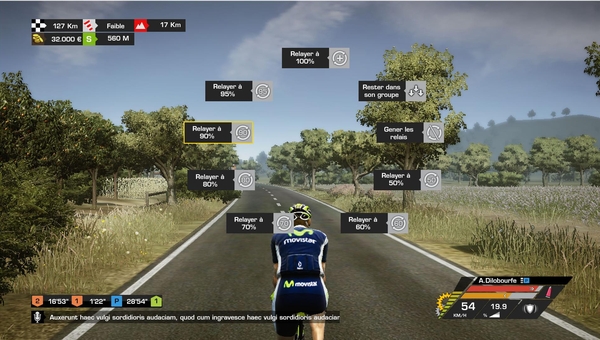 127 Km
Faible
17 Km
32.000 €
S
560 M
Relayer à
100%
Relayer à
95%
Rester dans
son groupe
Relayer à
90%
Gener les
relais
Relayer à
80%
Relayer à
50%
Relayer à
70%
Relayer à
60%
movistar
movistar
A.Dilobourfe
P
54
KM/H
19.9
%
2 16'53" 1 1'22" P 28'54" 1
Auxerunt haec vulgi sordidioris audaciam, quod cum ingravesce haec vulgi sordidioris audaciar